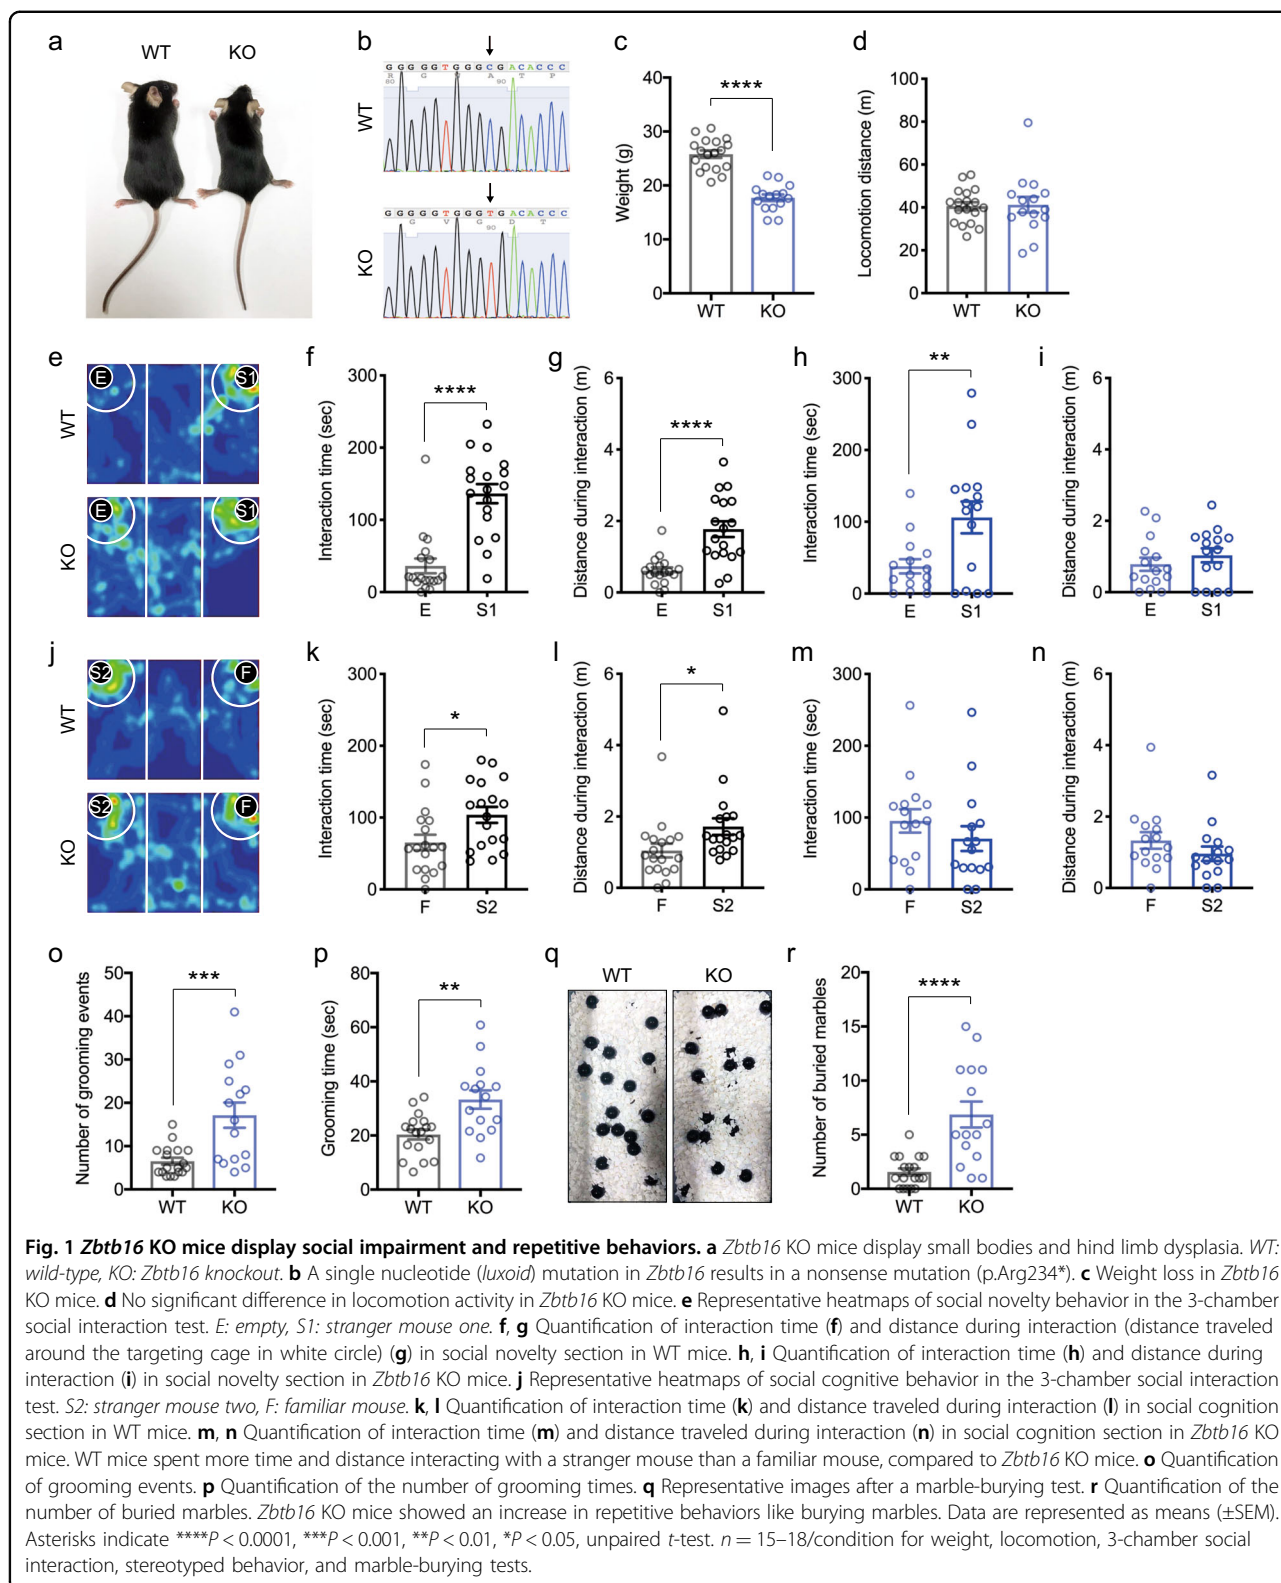 a
WT
KO
b
G G G G G T G G G C G A C A C C C
R G G A T P
80 90
WT
G G G G G T G G G T G A C A C C C
G V G D T
90
KO
c
Weight (g)
40
30
20
10
0
****
WT KO
d
Locomotion distance (m)
100
80
60
40
20
0
WT KO
e
WT
E S1
KO
E S1
f
Interaction time (sec)
300
200
100
0
****
E S1
g
Distance during interaction (m)
6
4
2
0
****
E S1
h
Interaction time (sec)
300
200
100
0
**
E S1
i
Distance during interaction (m)
6
4
2
0
E S1
j
WT
S2 F
KO
S2 F
k
Interaction time (sec)
300
200
100
0
*
F S2
l
Distance during interaction (m)
6
4
2
0
*
F S2
m
Interaction time (sec)
300
200
100
0
F S2
n
Distance during interaction (m)
6
4
2
0
F S2
o
Number of grooming events
50
40
30
20
10
0
***
WT KO
p
Grooming time (sec)
80
60
40
20
0
**
WT KO
q
WT KO
r
Number of buried marbles
20
15
10
5
0
****
WT KO
Fig. 1 Zbtb16 KO mice display social impairment and repetitive behaviors. a Zbtb16 KO mice display small bodies and hind limb dysplasia. WT:
wild-type, KO: Zbtb16 knockout. b A single nucleotide (luxoid) mutation in Zbtb16 results in a nonsense mutation (p.Arg234*). c Weight loss in Zbtb16
KO mice. d No significant difference in locomotion activity in Zbtb16 KO mice. e Representative heatmaps of social novelty behavior in the 3-chamber
social interaction test. E: empty, S1: stranger mouse one. f, g Quantification of interaction time (f) and distance during interaction (distance traveled
around the targeting cage in white circle) (g) in social novelty section in WT mice. h, i Quantification of interaction time (h) and distance during
interaction (i) in social novelty section in Zbtb16 KO mice. j Representative heatmaps of social cognitive behavior in the 3-chamber social interaction
test. S2: stranger mouse two, F: familiar mouse. k, l Quantification of interaction time (k) and distance traveled during interaction (l) in social cognition
section in WT mice. m, n Quantification of interaction time (m) and distance traveled during interaction (n) in social cognition section in Zbtb16 KO
mice. WT mice spent more time and distance interacting with a stranger mouse than a familiar mouse, compared to Zbtb16 KO mice. o Quantification
of grooming events. p Quantification of the number of grooming times. q Representative images after a marble-burying test. r Quantification of the
number of buried marbles. Zbtb16 KO mice showed an increase in repetitive behaviors like burying marbles. Data are represented as means (±SEM).
Asterisks indicate ****P < 0.0001, ***P < 0.001, **P < 0.01, *P < 0.05, unpaired t-test. n = 15–18/condition for weight, locomotion, 3-chamber social
interaction, stereotyped behavior, and marble-burying tests.